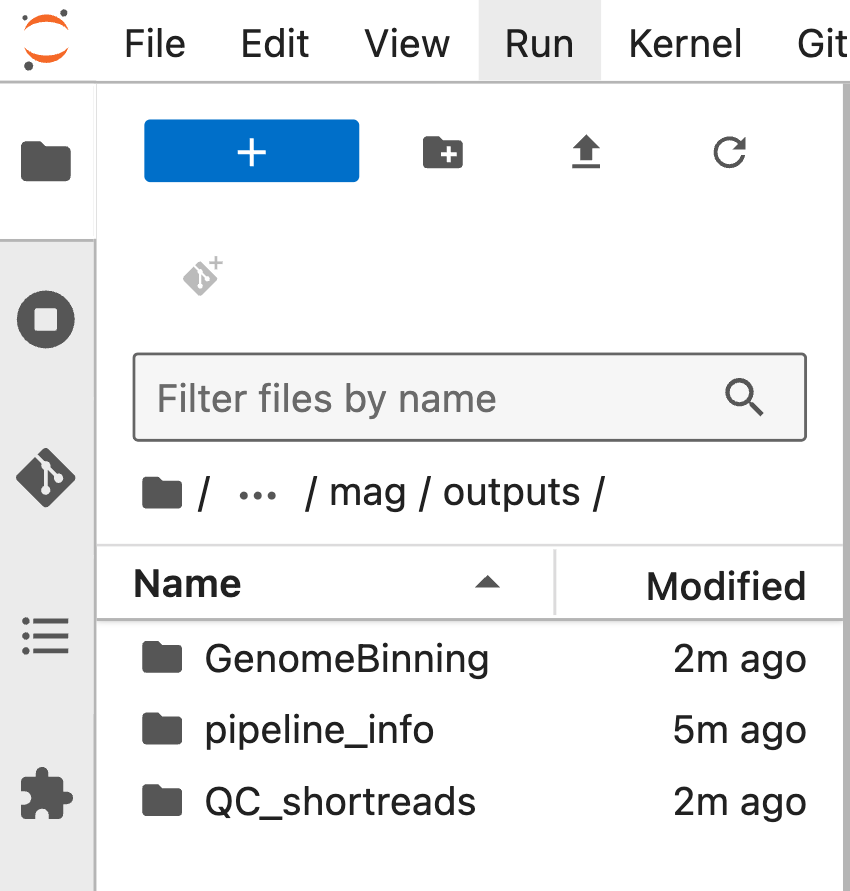 File Edit View Run Kernel Git
Filter files by name
/ ... / mag / outputs /
Name Modified
GenomeBinning 2m ago
pipeline_info 5m ago
QC_shortreads 2m ago